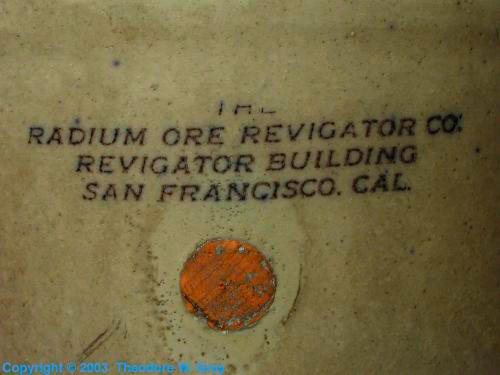 THE
RADIUM ORE REVIGATOR CO.
REVIGATOR BUILDING
SAN FRANCISCO. CAL.
Copyright © 2003 Theodore W. Gray